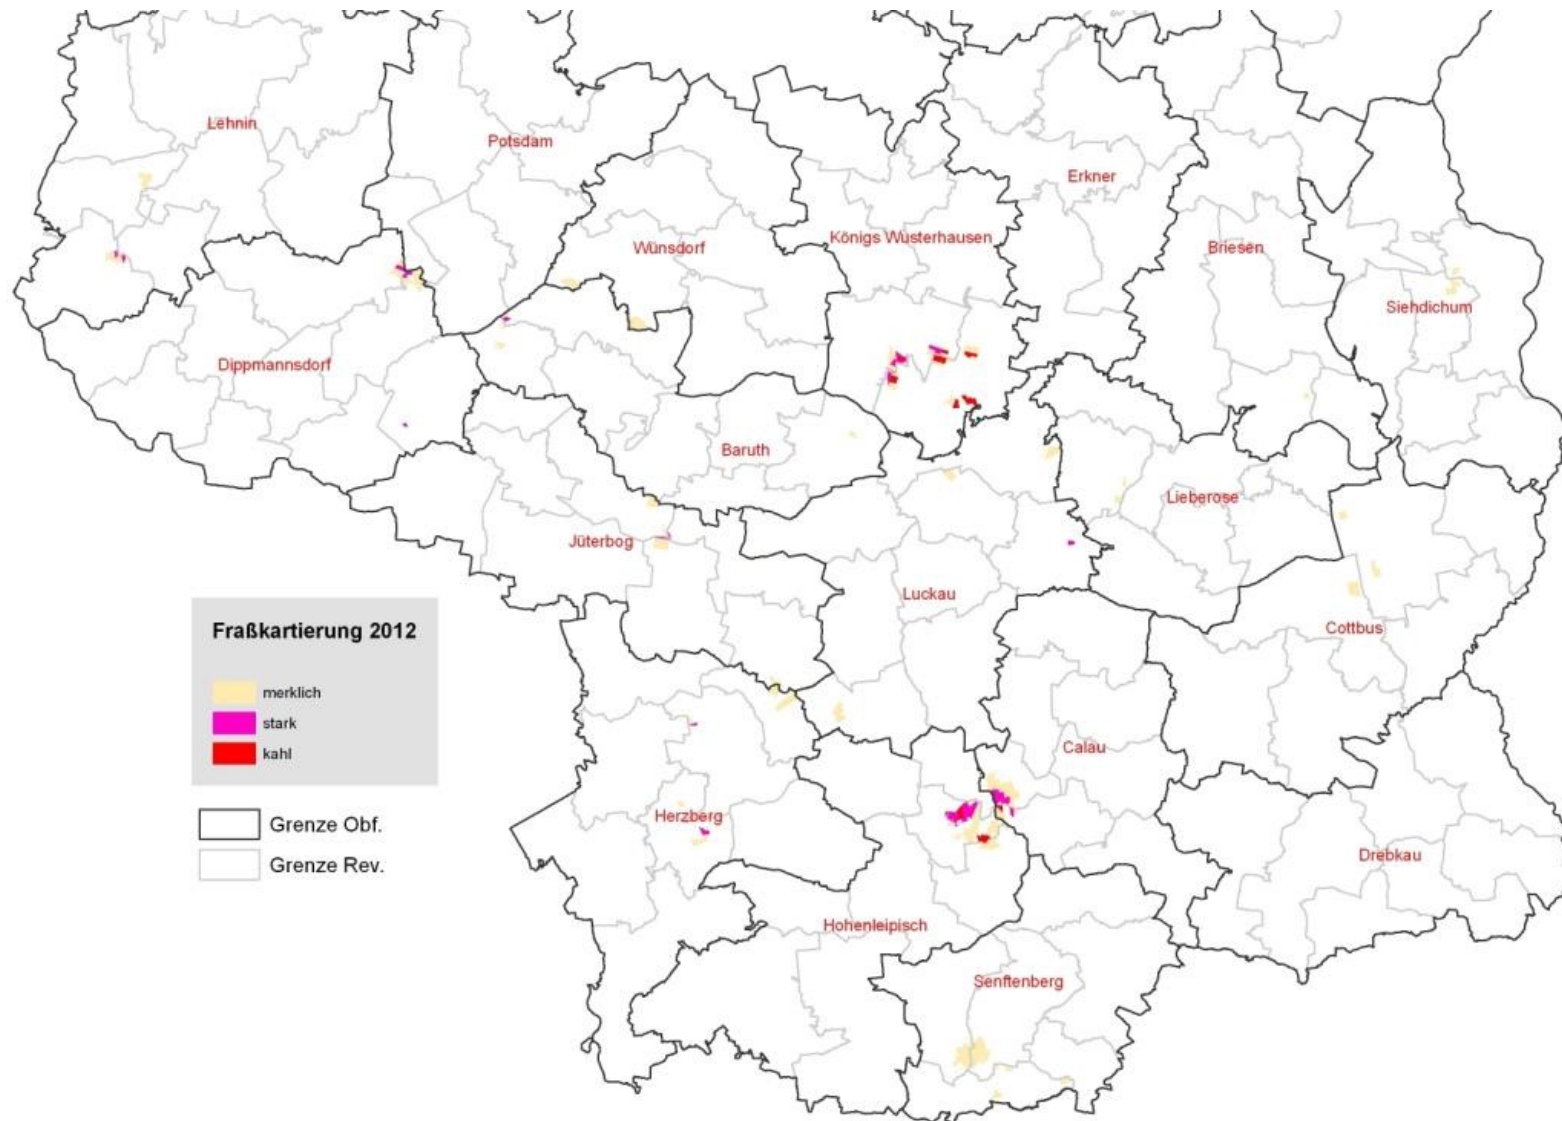 Lehnin
Potsdam
Erkner
Wünsdorf
Königs Wusterhausen
Briesen
Siehdichum
Dippmannsdorf
Baruth
Lieberose
Jüterbog
Luckau
Cottbus
Fraßkartierung 2012
merklich
stark
kahl
Grenze Obf.
Grenze Rev.
Calau
Herzberg
Drebkau
Hohenleipisch
Senftenberg